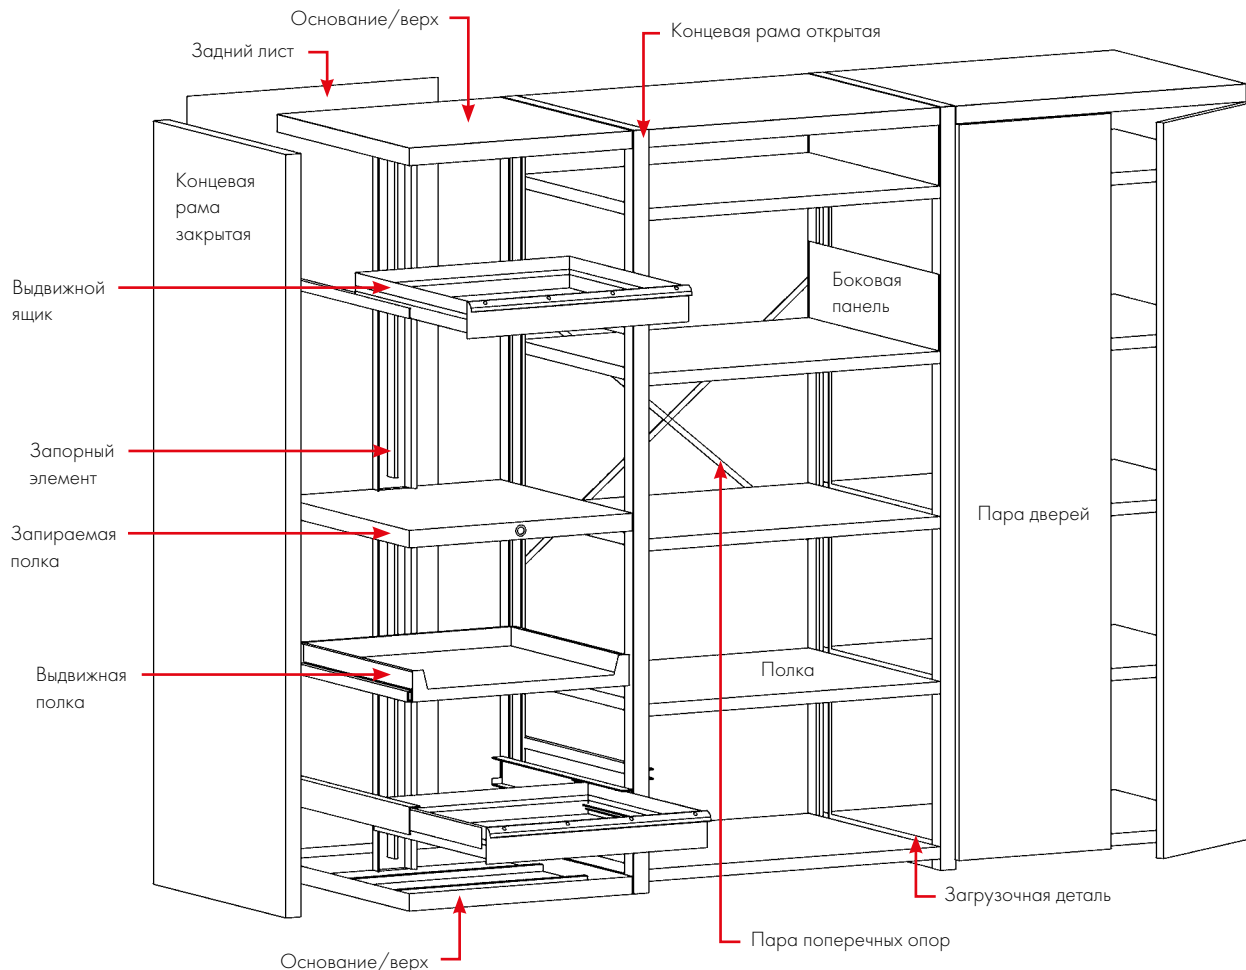 Основание/верх
Концевая рама открытая
Задний лист
Концевая
рама
закрытая
Выдвижной
ящик
Боковая
панель
Запорный
элемент
Запираемая
полка
Пара дверей
Выдвижная
полка
Полка
Загрузочная деталь
Пара поперечных опор
Основание/верх